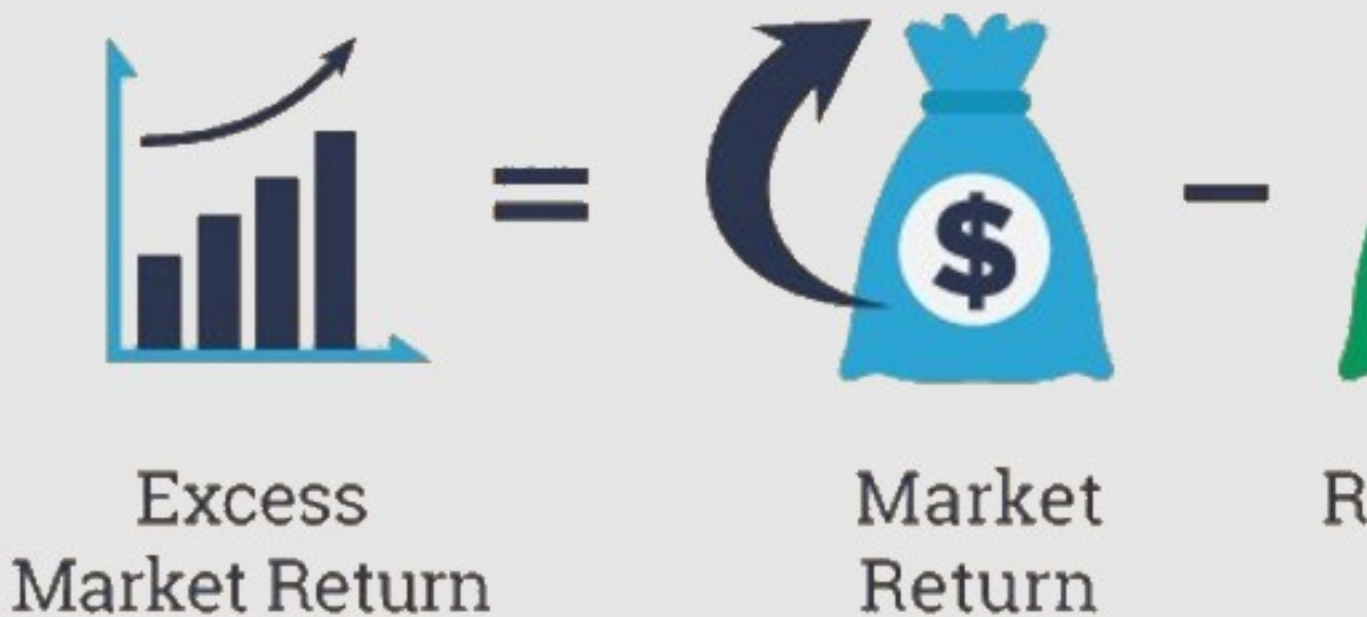 Excess
Market Return
=
Market
Return
$
−